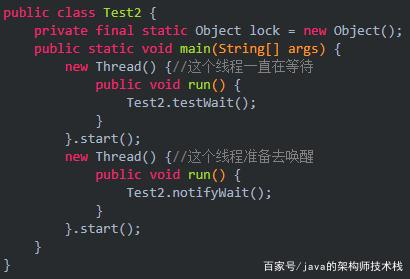 public class Test2 {
    private final static Object lock = new Object();
    public static void main(String[] args) {
        new Thread() {//这个线程一直在等待
            public void run() {
                Test2.testWait();
            }
        }.start();
        new Thread() {//这个线程准备去唤醒
            public void run() {
                Test2.notifyWait();
            }
        }.start();
    }
}
百家号/java的架构师技术栈